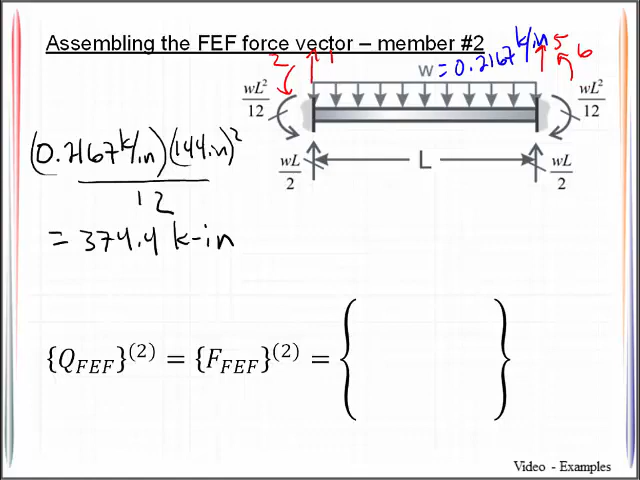 Assembling the FEF force vector – member #2
2 1
w = 0.2167 k/in 5 6
wL²/12
wL²/12
(0.2167 k/in)(144 in)²
12
= 374.4 k-in
wL/2
L
wL/2
{Q_FEF}^(2) = {F_FEF}^(2) = { }
Video - Examples